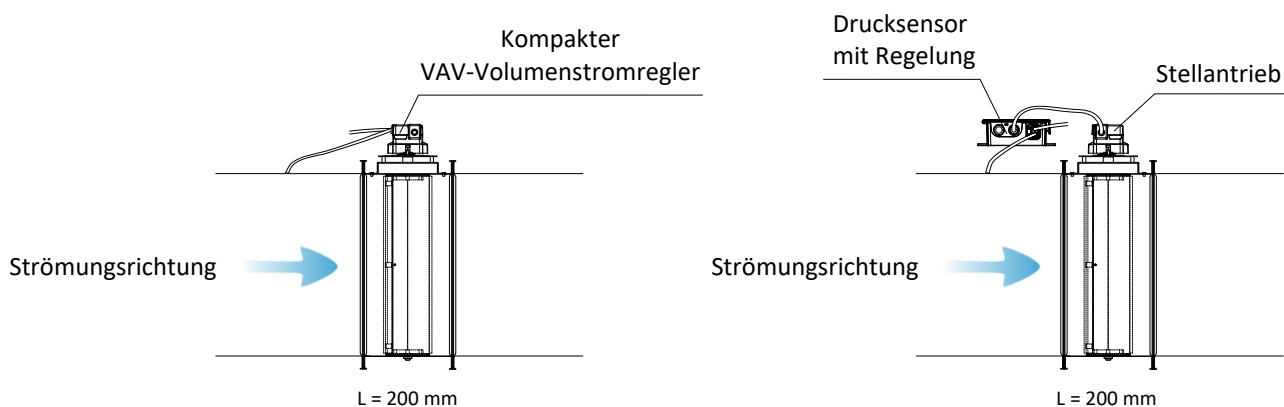 Kompakter
VAV-Volumenstromregler
Strömungsrichtung
L = 200 mm
Drucksensor
mit Regelung
Stellantrieb
Strömungsrichtung
L = 200 mm